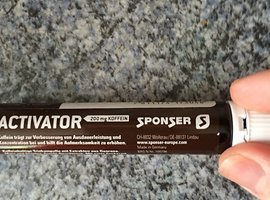 ACTIVATOR 200 mg KOFFEIN SPONSER S
Koffein trägt zur Verbesserung von Ausdauerleistung und
Konzentration bei und hilft die Aufmerksamkeit zu erhöhen.
CH-8832 Wollerau / DE-88131 Lindau
www.sponser-europe.com
Made in Germany